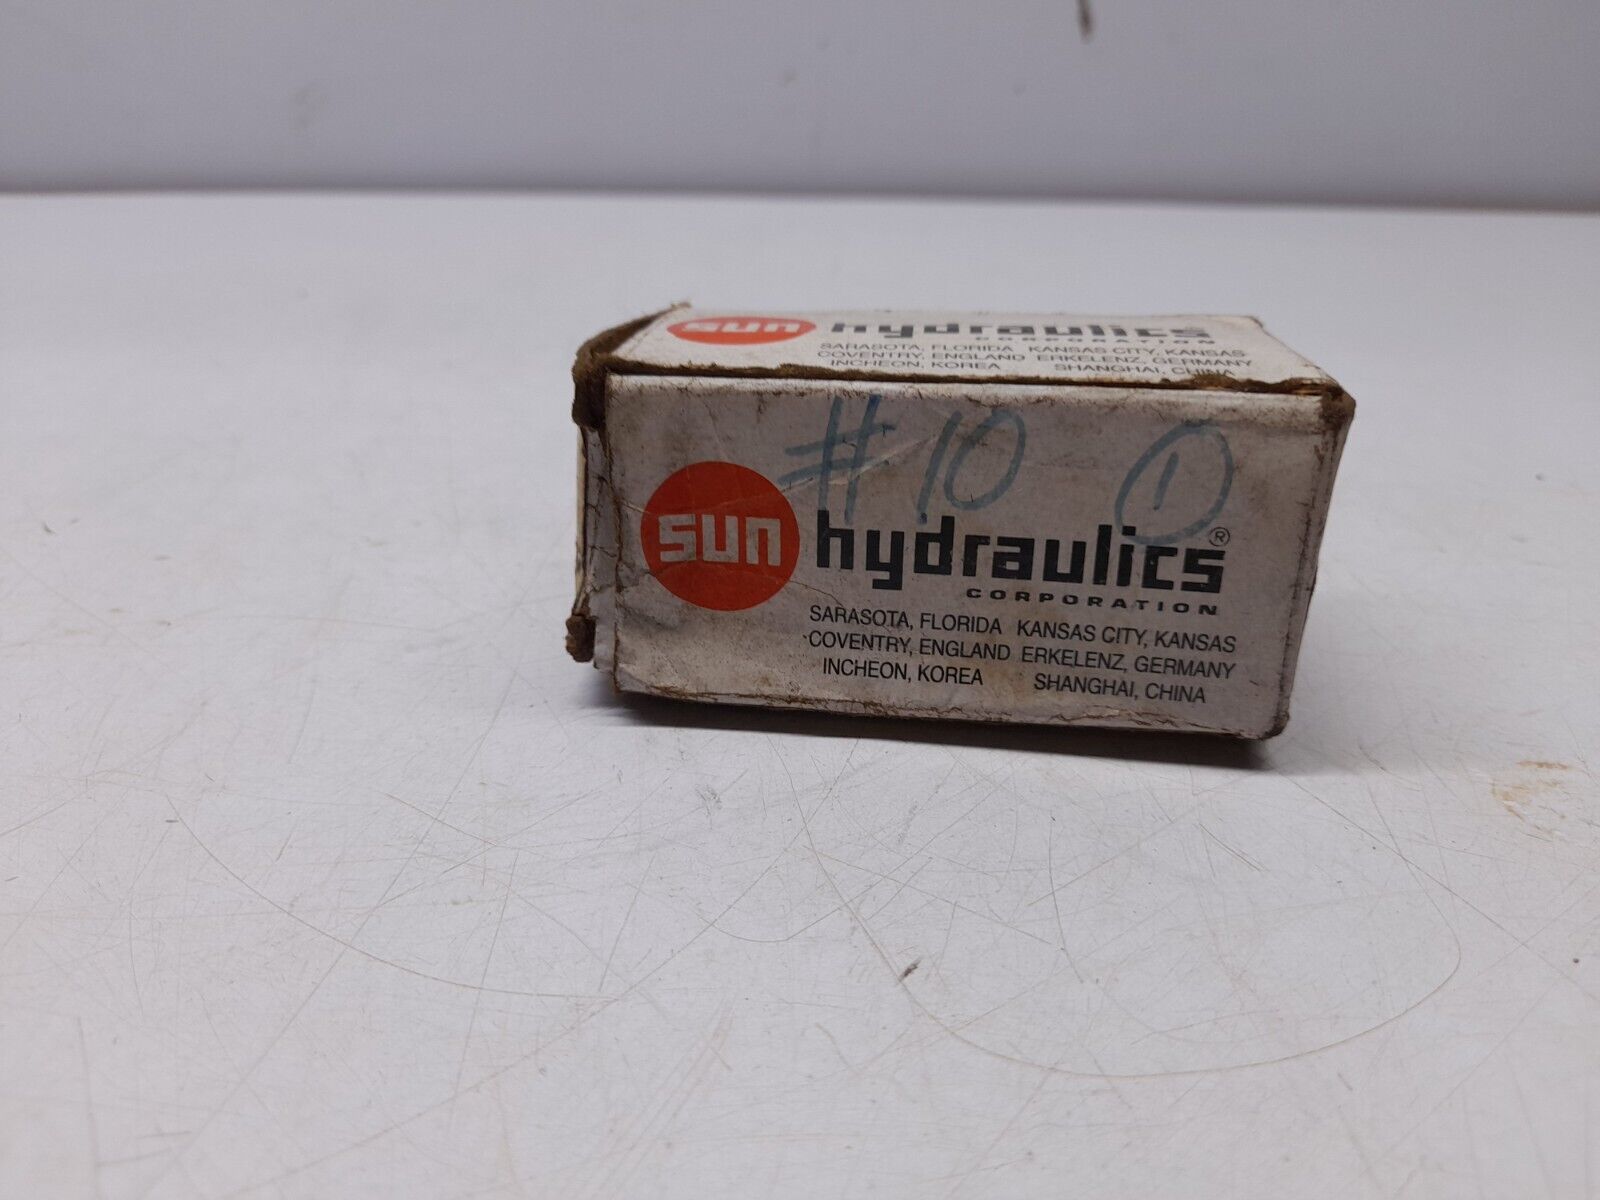 sun hydraulics
CORPORATION
SARASOTA, FLORIDA KANSAS CITY, KANSAS
COVENTRY, ENGLAND ERKELENZ, GERMANY
INCHEON, KOREA SHANGHAI, CHINA
#10 1
sun hydraulics®
CORPORATION
SARASOTA, FLORIDA KANSAS CITY, KANSAS
COVENTRY, ENGLAND ERKELENZ, GERMANY
INCHEON, KOREA SHANGHAI, CHINA